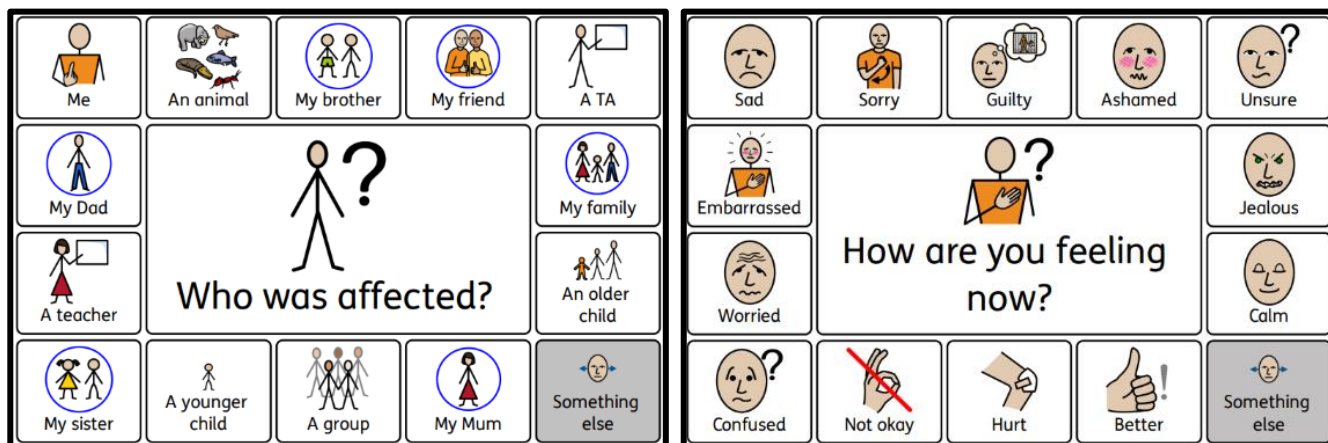 Me
An animal
My brother
My friend
A TA
My Dad
Who was affected?
My family
A teacher
An older
child
My sister
A younger
child
A group
My Mum
Something
else
Sad
Sorry
Guilty
Ashamed
Unsure
Embarrassed
How are you feeling
now?
Jealous
Worried
Calm
Confused
Not okay
Hurt
Better
Something
else